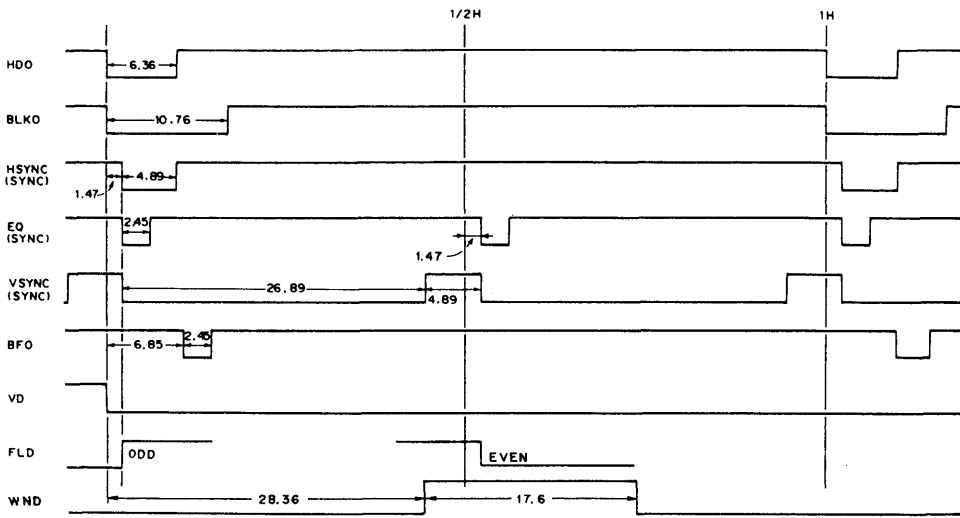 1/2H 1H
HDO 6.36
BLKO 10.76
HSYNC 4.89
(SYNC)
1.47
EQ 2.45
(SYNC)
1.47
VSYNC 26.89
(SYNC) 4.89
BFO 6.85 2.45
VD
FLD ODD EVEN
WND 28.36 17.6